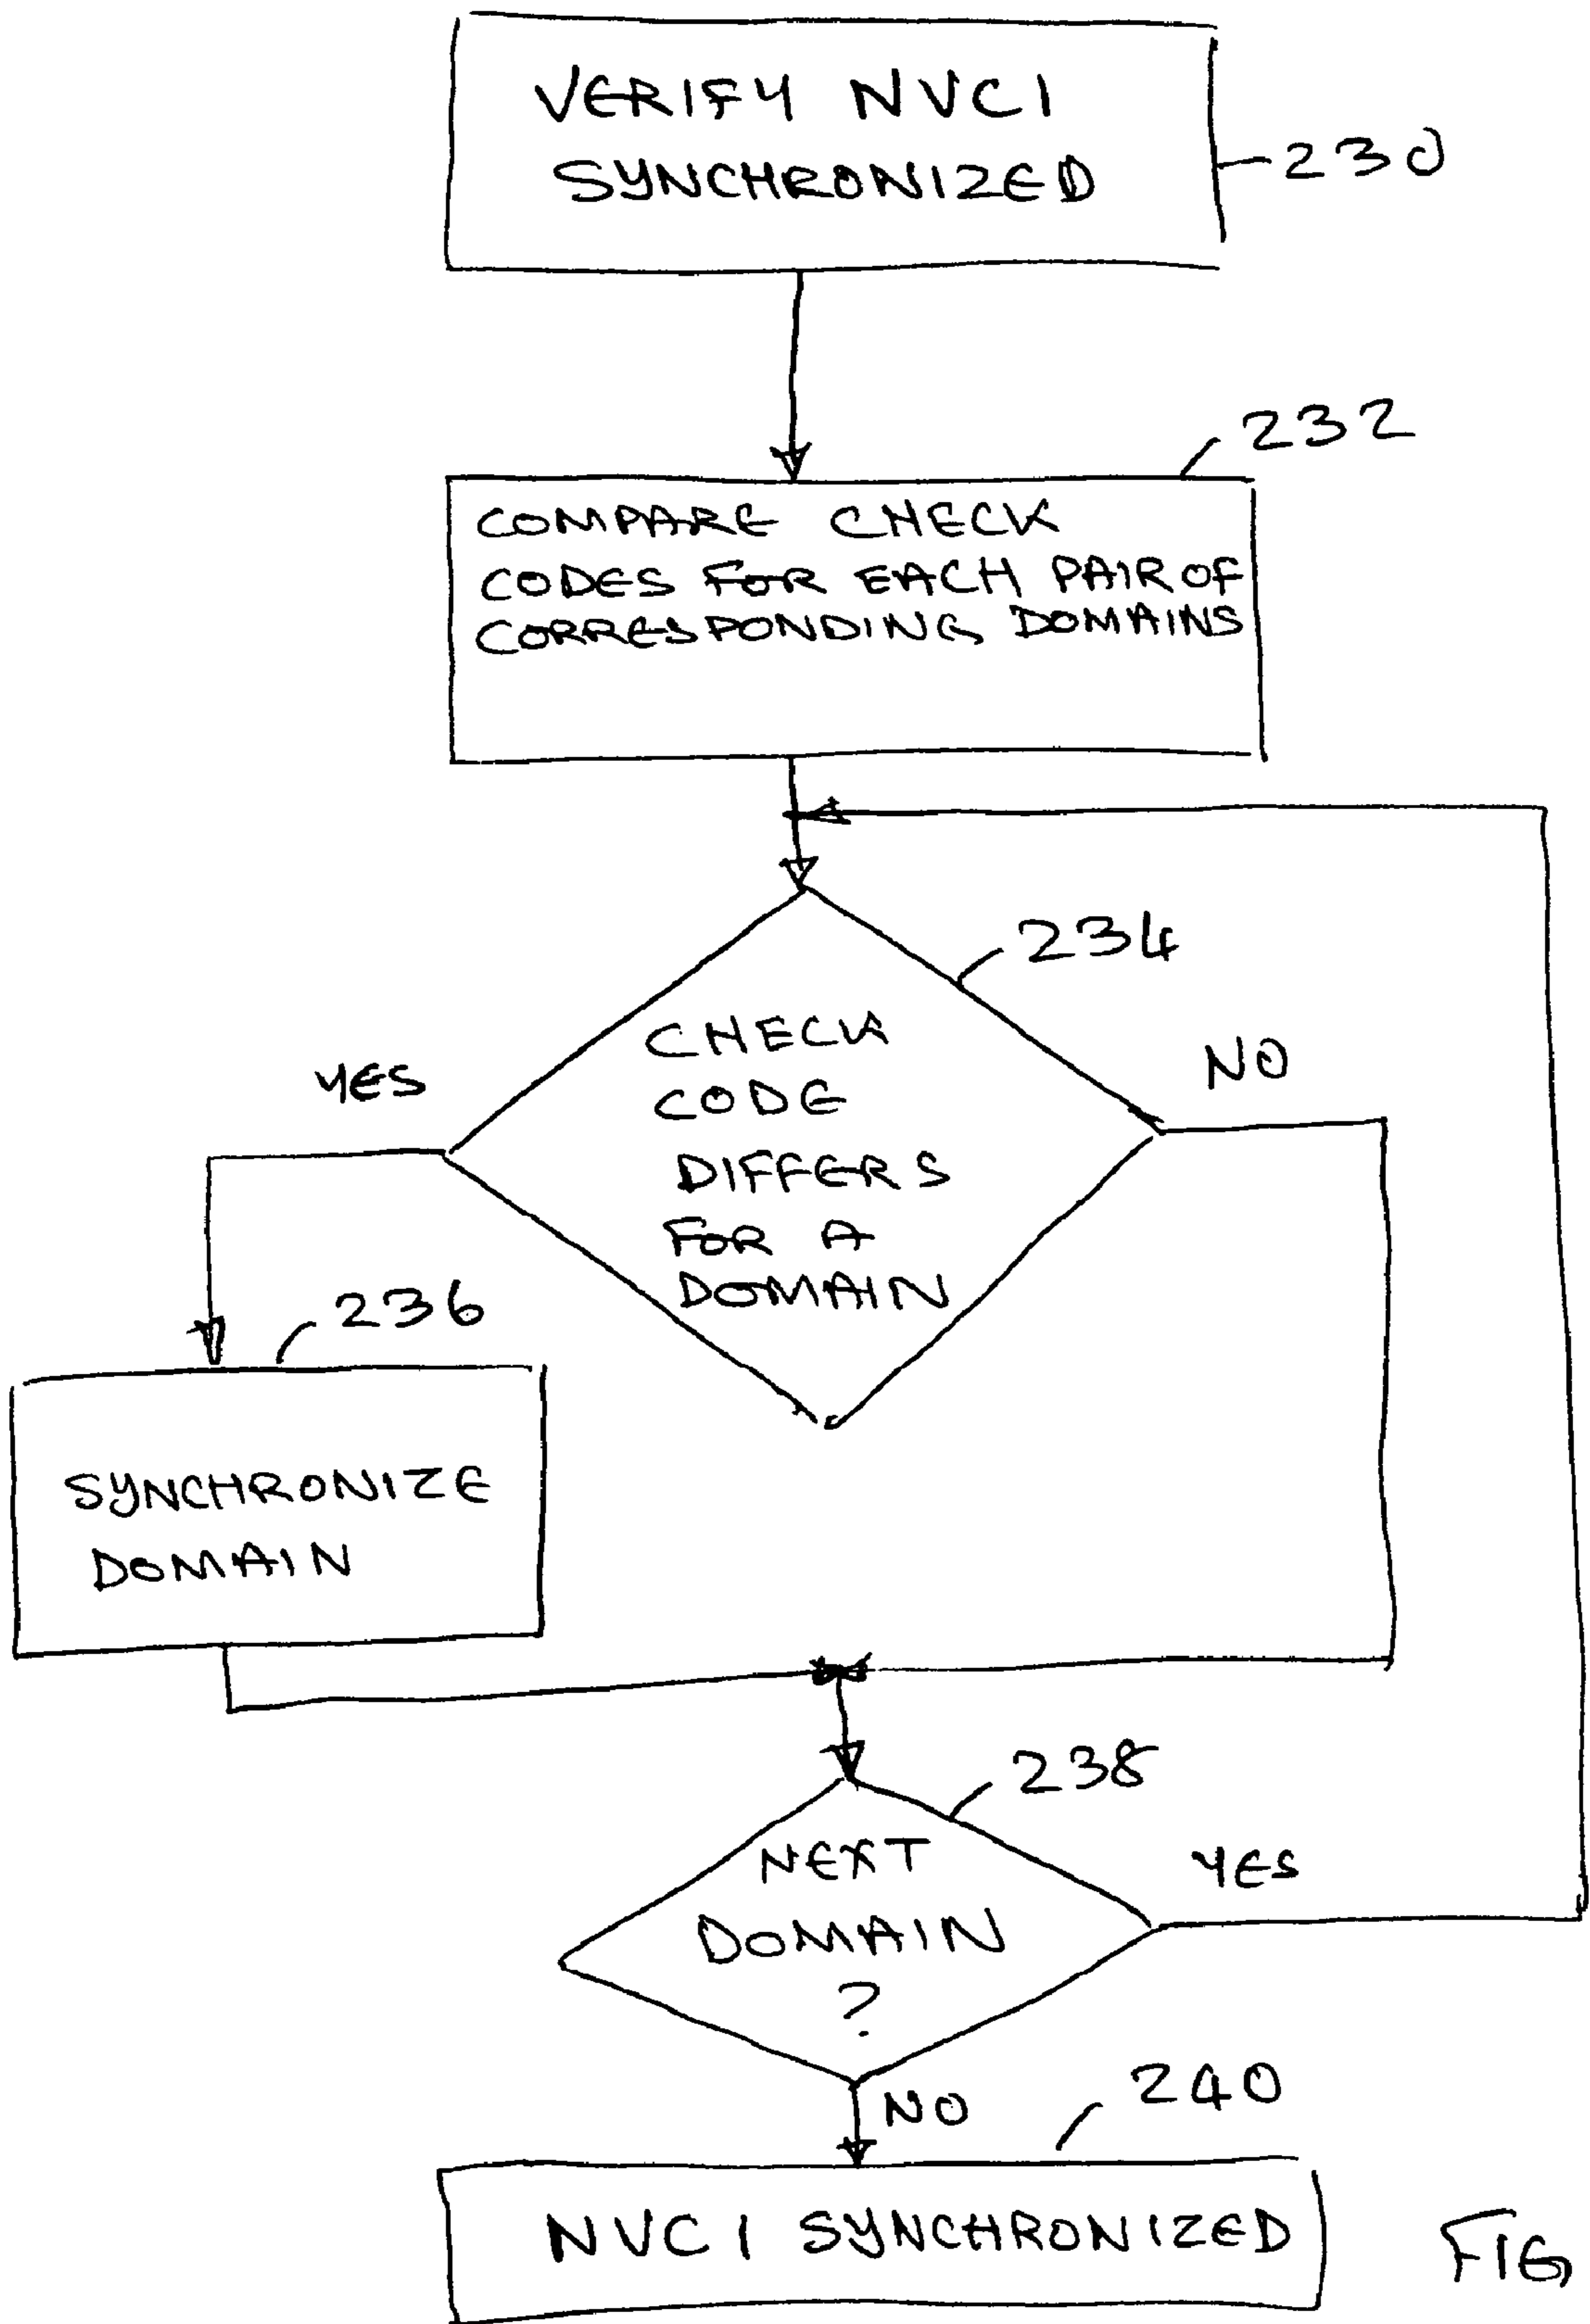 VERIFY NVCI
SYNCHRONIZED
230
232
COMPARE CHECK
CODES FOR EACH PAIR OF
CORRESPONDING DOMAINS
234
CHECK
CODE
DIFFERS
FOR A
DOMAIN
YES
NO
236
SYNCHRONIZE
DOMAIN
238
NEXT
DOMAIN
?
YES
NO
240
NVCI SYNCHRONIZED
FIG